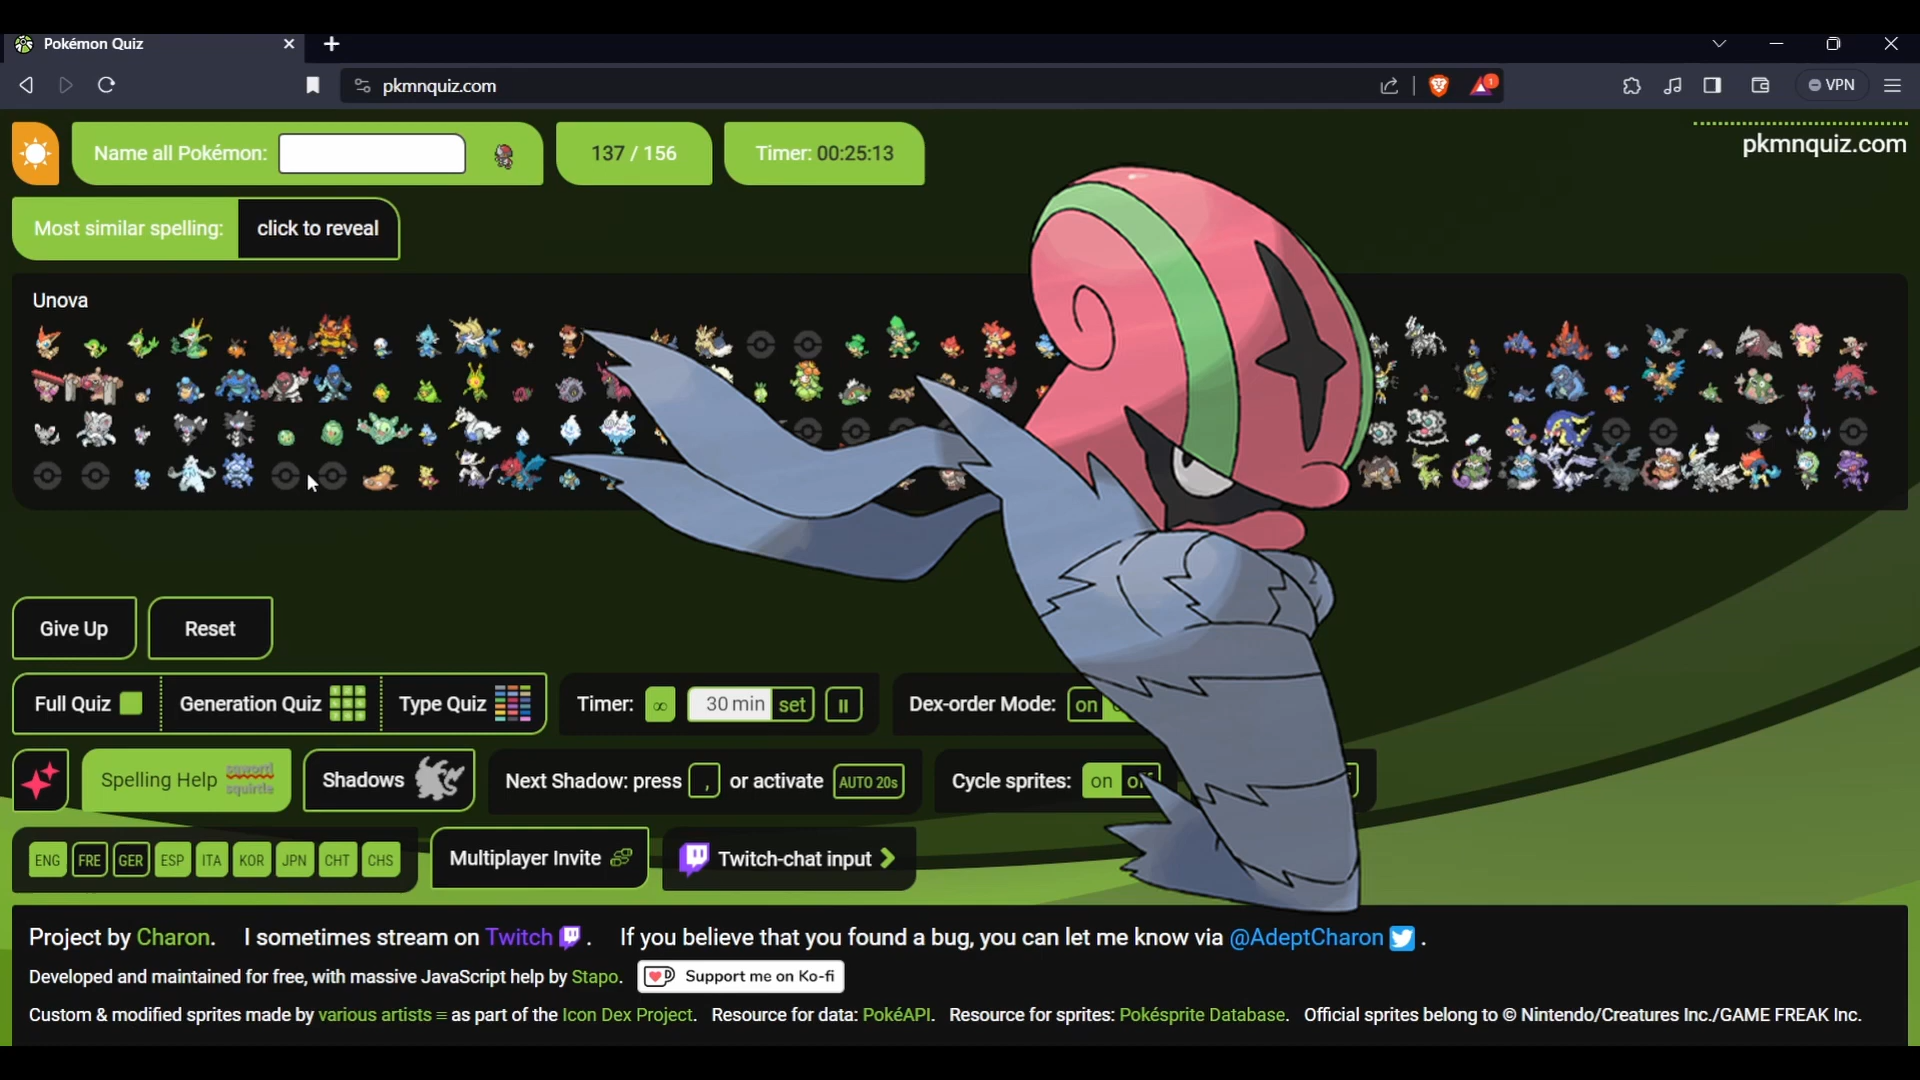 Pokémon Quiz
pkmnquiz.com
VPN
1
Name all Pokémon:
137 / 156
Timer: 00:25:13
pkmnquiz.com
Most similar spelling:
click to reveal
Unova
Give Up
Reset
Full Quiz
Generation Quiz
Type Quiz
Timer:
∞
30 min
set
Dex-order Mode:
on
Spelling Help
squirtle
Shadows
Next Shadow: press , or activate AUTO 20s
Cycle sprites:
on off
ENG FRE GER ESP ITA KOR JPN CHT CHS
Multiplayer Invite
Twitch-chat input
Project by Charon. I sometimes stream on Twitch . If you believe that you found a bug, you can let me know via @AdeptCharon .
Developed and maintained for free, with massive JavaScript help by Stapo. Support me on Ko-fi
Custom & modified sprites made by various artists ≡ as part of the Icon Dex Project. Resource for data: PokéAPI. Resource for sprites: Pokésprite Database. Official sprites belong to © Nintendo/Creatures Inc./GAME FREAK Inc.